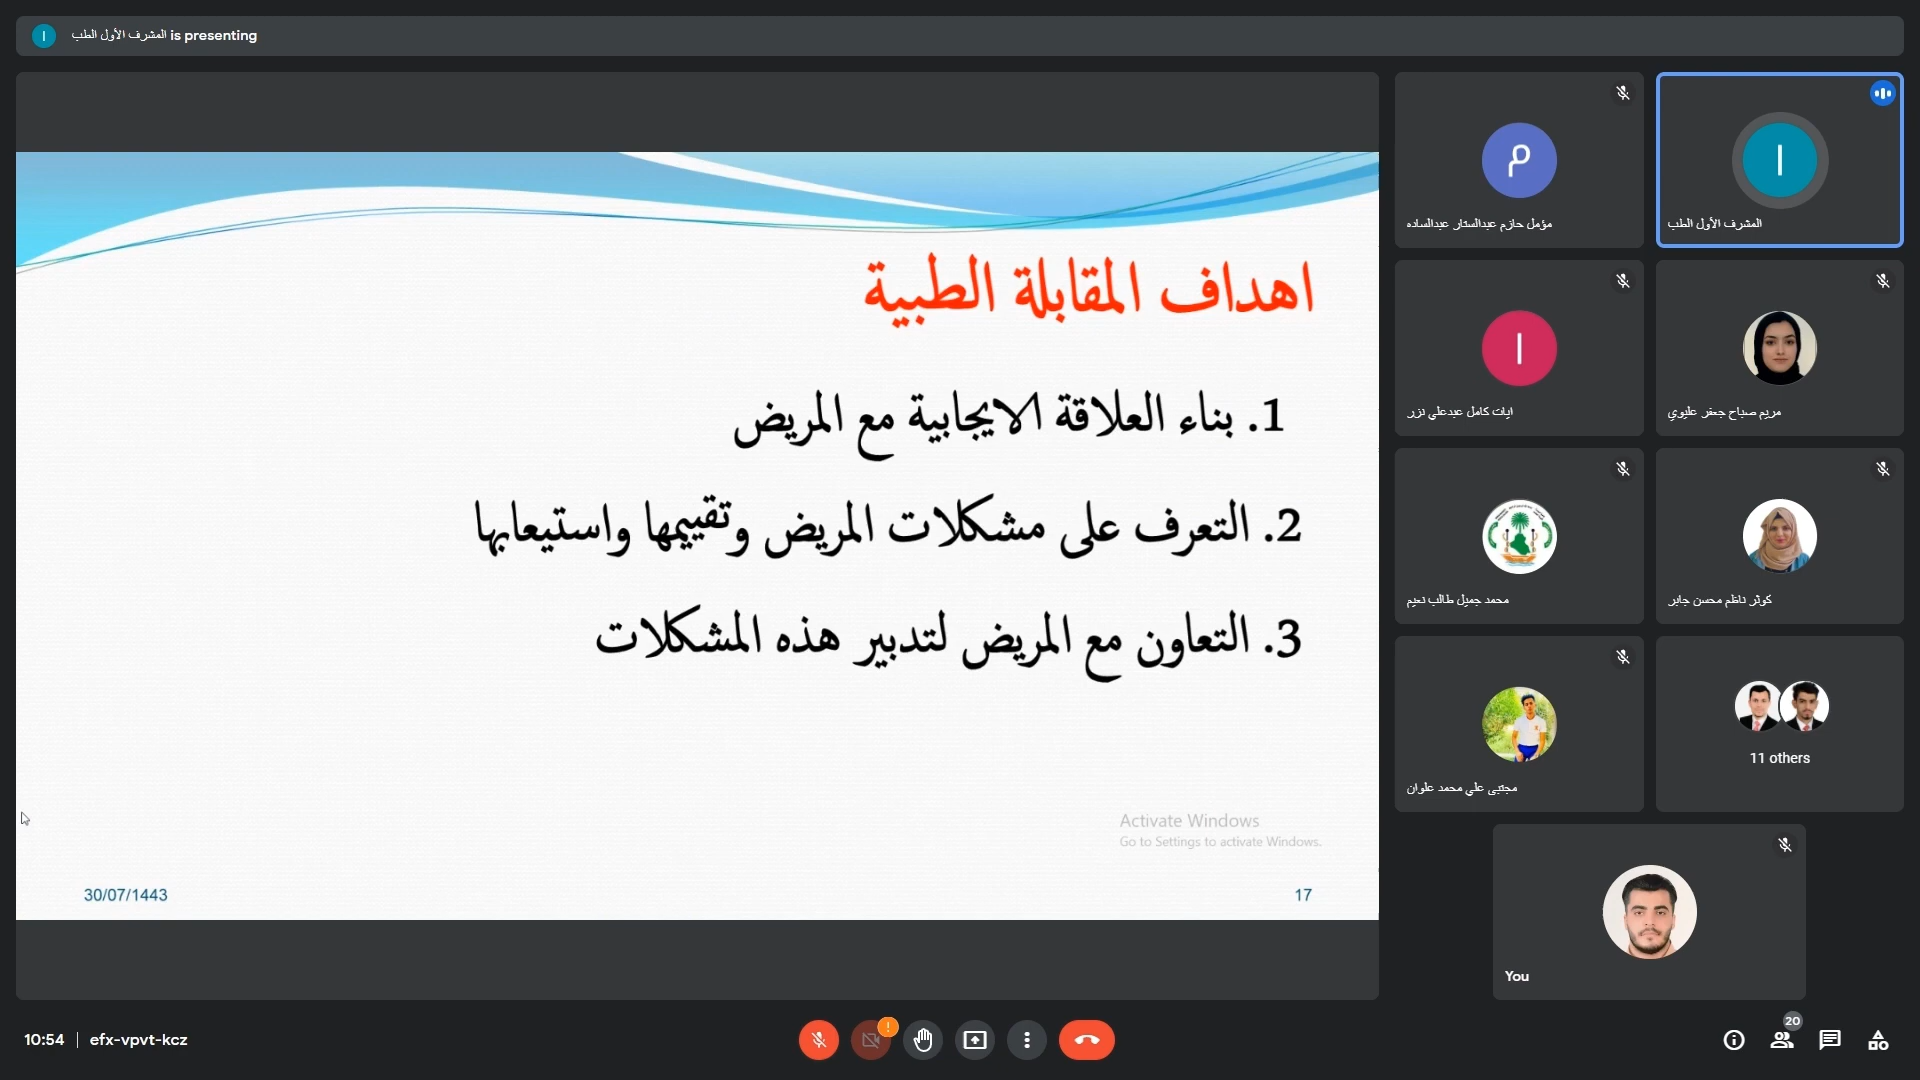 المشرف الأول الطب is presenting
اهداف المقابلة الطبية
1. بناء العلاقة الايجابية مع المريض
2. التعرف على مشكلات المريض وتقييمها واستيعابها
3. التعاون مع المريض لتدبير هذه المشكلات
Activate Windows
Go to Settings to activate Windows.
30/07/1443
17
م
مؤمل حازم عبدالستار عبدالساده
ا
المشرف الأول الطب
ا
ايات كامل عبدعلي نزر
مريم صباح جعفر عليوي
محمد جميل طالب نعيم
كوثر ناظم محسن جابر
مجتبى علي محمد علوان
11 others
You
10:54 | efx-vpvt-kcz
20